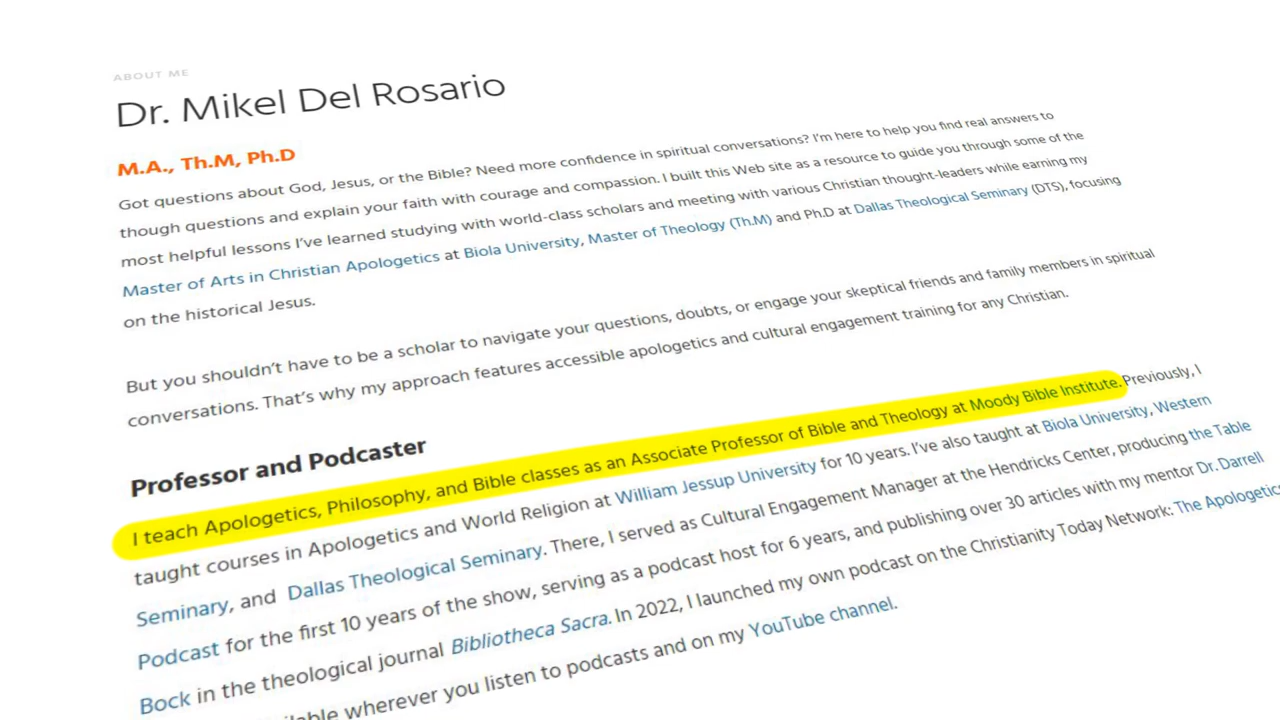 ABOUT ME
Dr. Mikel Del Rosario
M.A., Th.M, Ph.D
Got questions about God, Jesus, or the Bible? Need more confidence in spiritual conversations? I'm here to help you find real answers to
though questions and explain your faith with courage and compassion. I built this Web site as a resource to guide you through some of the
most helpful lessons I've learned studying with world-class scholars and meeting with various Christian thought-leaders while earning my
Master of Arts in Christian Apologetics at Biola University, Master of Theology (Th.M) and Ph.D at Dallas Theological Seminary (DTS), focusing
on the historical Jesus.
But you shouldn't have to be a scholar to navigate your questions, doubts, or engage your skeptical friends and family members in spiritual
conversations. That's why my approach features accessible apologetics and cultural engagement training for any Christian.
Professor and Podcaster
I teach Apologetics, Philosophy, and Bible classes as an Associate Professor of Bible and Theology at Moody Bible Institute. Previously, I
taught courses in Apologetics and World Religion at William Jessup University for 10 years. I've also taught at Biola University, Western
Seminary, and Dallas Theological Seminary. There, I served as Cultural Engagement Manager at the Hendricks Center, producing the Table
Podcast for the first 10 years of the show, serving as a podcast host for 6 years, and publishing over 30 articles with my mentor Dr. Darrell
Bock in the theological journal Bibliotheca Sacra. In 2022, I launched my own podcast on the Christianity Today Network: The Apologetics
wherever you listen to podcasts and on my YouTube channel.